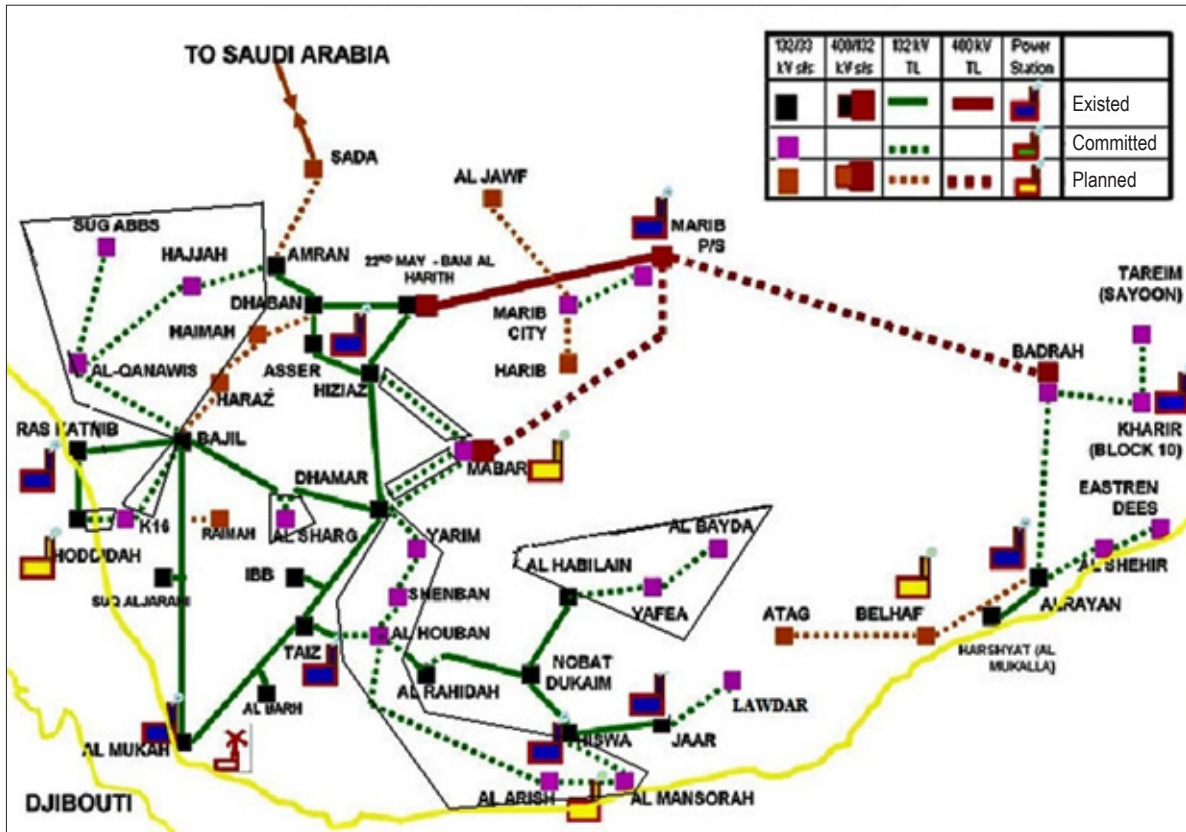 TO SAUDI ARABIA
132/33
kV s/s
400/132
kV s/s
132 kV
TL
400 kV
TL
Power
Station
Existed
Committed
Planned
SADA
AL JAWF
MARIB
P/S
SUG ABBS
HAJJAH
AMRAN
22ND MAY - BANI AL
HARITH
TAREIM
(SAYOON)
DHABAN
HAIMAH
MARIB
CITY
BADRAH
AL-QANAWIS
ASSER
HIZIAZ
HARIB
HARAZ
KHARIR
(BLOCK 10)
RAS KATNIB
BAJIL
DHAMAR
MABAR
EASTREN
DEES
K16
RAIMAH
AL SHARG
YARIM
AL BAYDA
HODDIDAH
AL HABILAIN
AL SHEHIR
SUQ ALJARAHI
IBB
SHENBAN
YAFEA
ATAG
BELHAF
ALRAYAN
AL HOUBAN
HARSHYAT (AL
MUKALLA)
TAIZ
NOBAT
DUKAIM
AL RAHIDAH
AL BARH
LAWDAR
AL MUKAH
HISWA
JAAR
DJIBOUTI
AL ARISH
AL MANSORAH